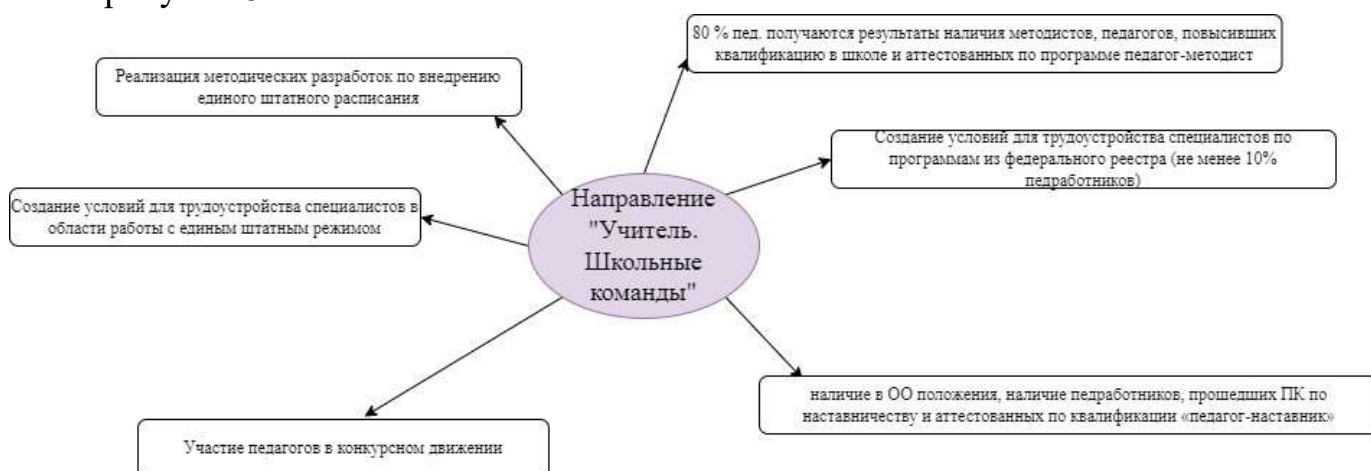 80 % пед. получаются результаты наличия методистов, педагогов, повысивших
квалификацию в школе и аттестованных по программе педагог-методист
Реализация методических разработок по внедрению
единого штатного расписания
Создание условий для трудоустройства специалистов по
программам из федерального реестра (не менее 10%
педработников)
Создание условий для трудоустройства специалистов в
области работы с единым штатным режимом
Направление
"Учитель.
Школьные
команды"
наличие в ОО положения, наличие педработников, прошедших ПК по
наставничеству и аттестованных по квалификации «педагог-наставник»
Участие педагогов в конкурсном движении